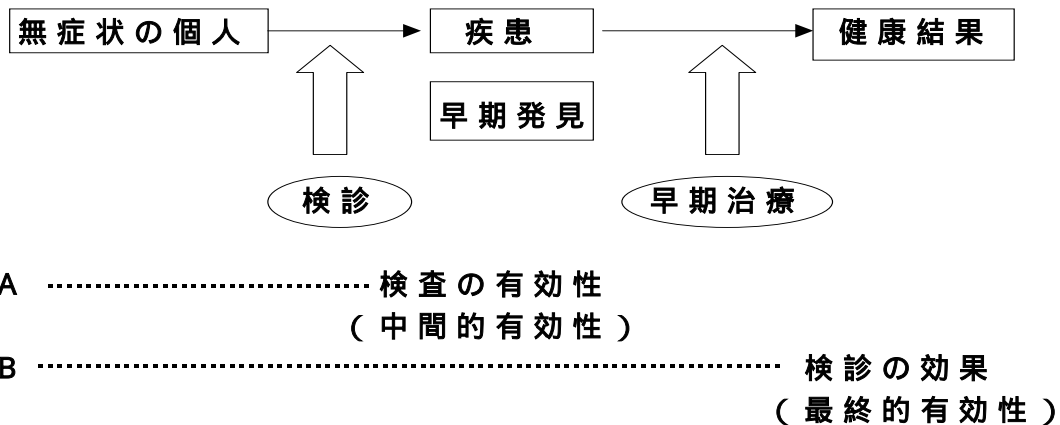 無症状の個人
疾患
健康結果
早期発見
検診
早期治療
A 検査の有効性
(中間的有効性)
B 検診の効果
(最終的有効性)